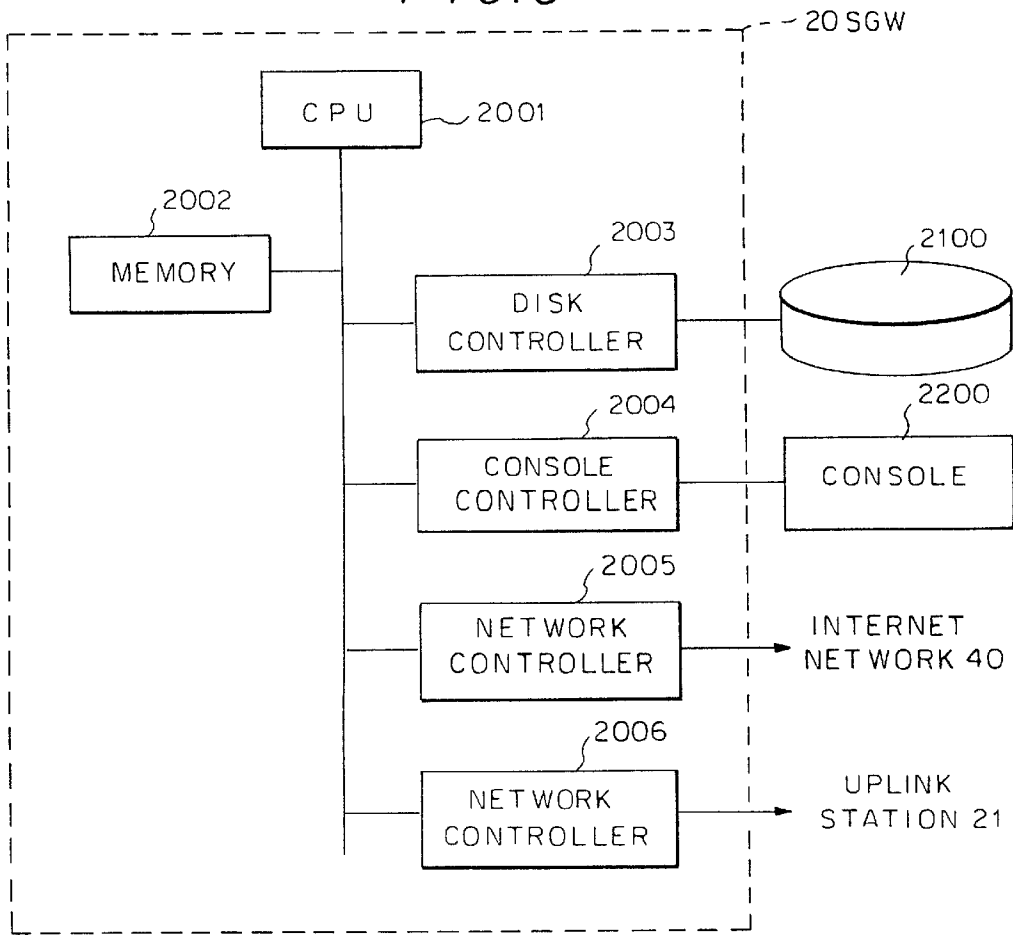 20 SGW
CPU
2001
2002
MEMORY
2003
DISK
CONTROLLER
2100
2004
CONSOLE
CONTROLLER
2200
CONSOLE
2005
NETWORK
CONTROLLER
INTERNET
NETWORK 40
2006
NETWORK
CONTROLLER
UPLINK
STATION 21